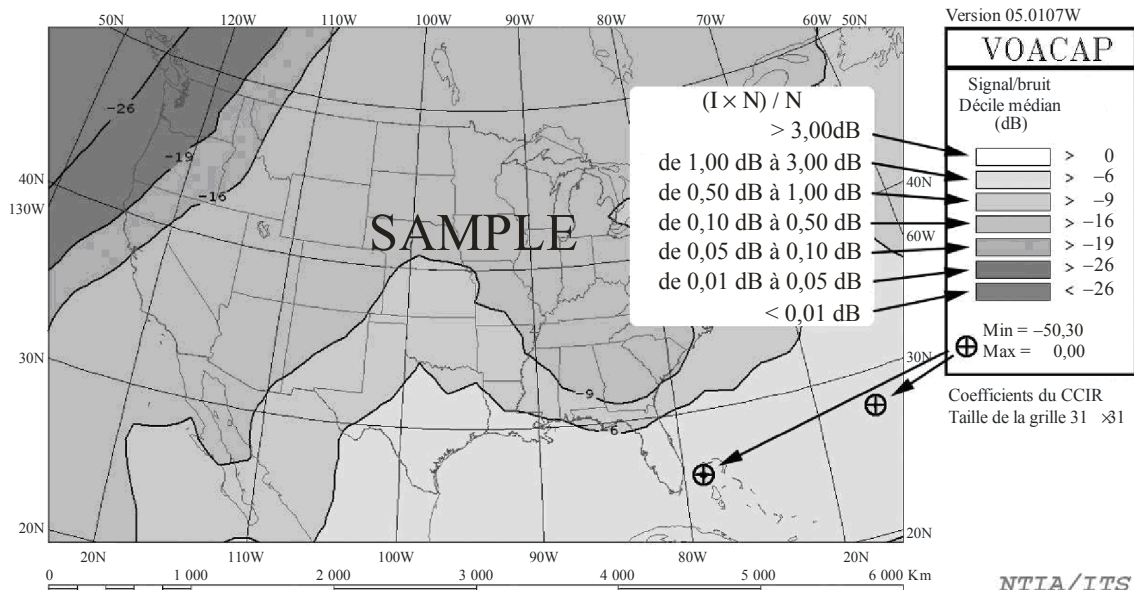 50N 120W 110W 100W 90W 80W 70W 60W 50N
Version 05.0107W
VOACAP
Signal/bruit
Décile médian
(dB)
(I × N) / N
> 3,00dB
de 1,00 dB à 3,00 dB
de 0,50 dB à 1,00 dB
de 0,10 dB à 0,50 dB
de 0,05 dB à 0,10 dB
de 0,01 dB à 0,05 dB
< 0,01 dB
> 0
> −6
> −9
> −16
> −19
> −26
< −26
Min = −50,30
Max = 0,00
Coefficients du CCIR
Taille de la grille 31 ×31
−26
−19
−16
SAMPLE
−9
−6
40N
130W
30N
20N
40N
60W
30N
20N
20N 110W 100W 90W 80W 20N
0 1 000 2 000 3 000 4 000 5 000 6 000 Km
NTIA/ITS